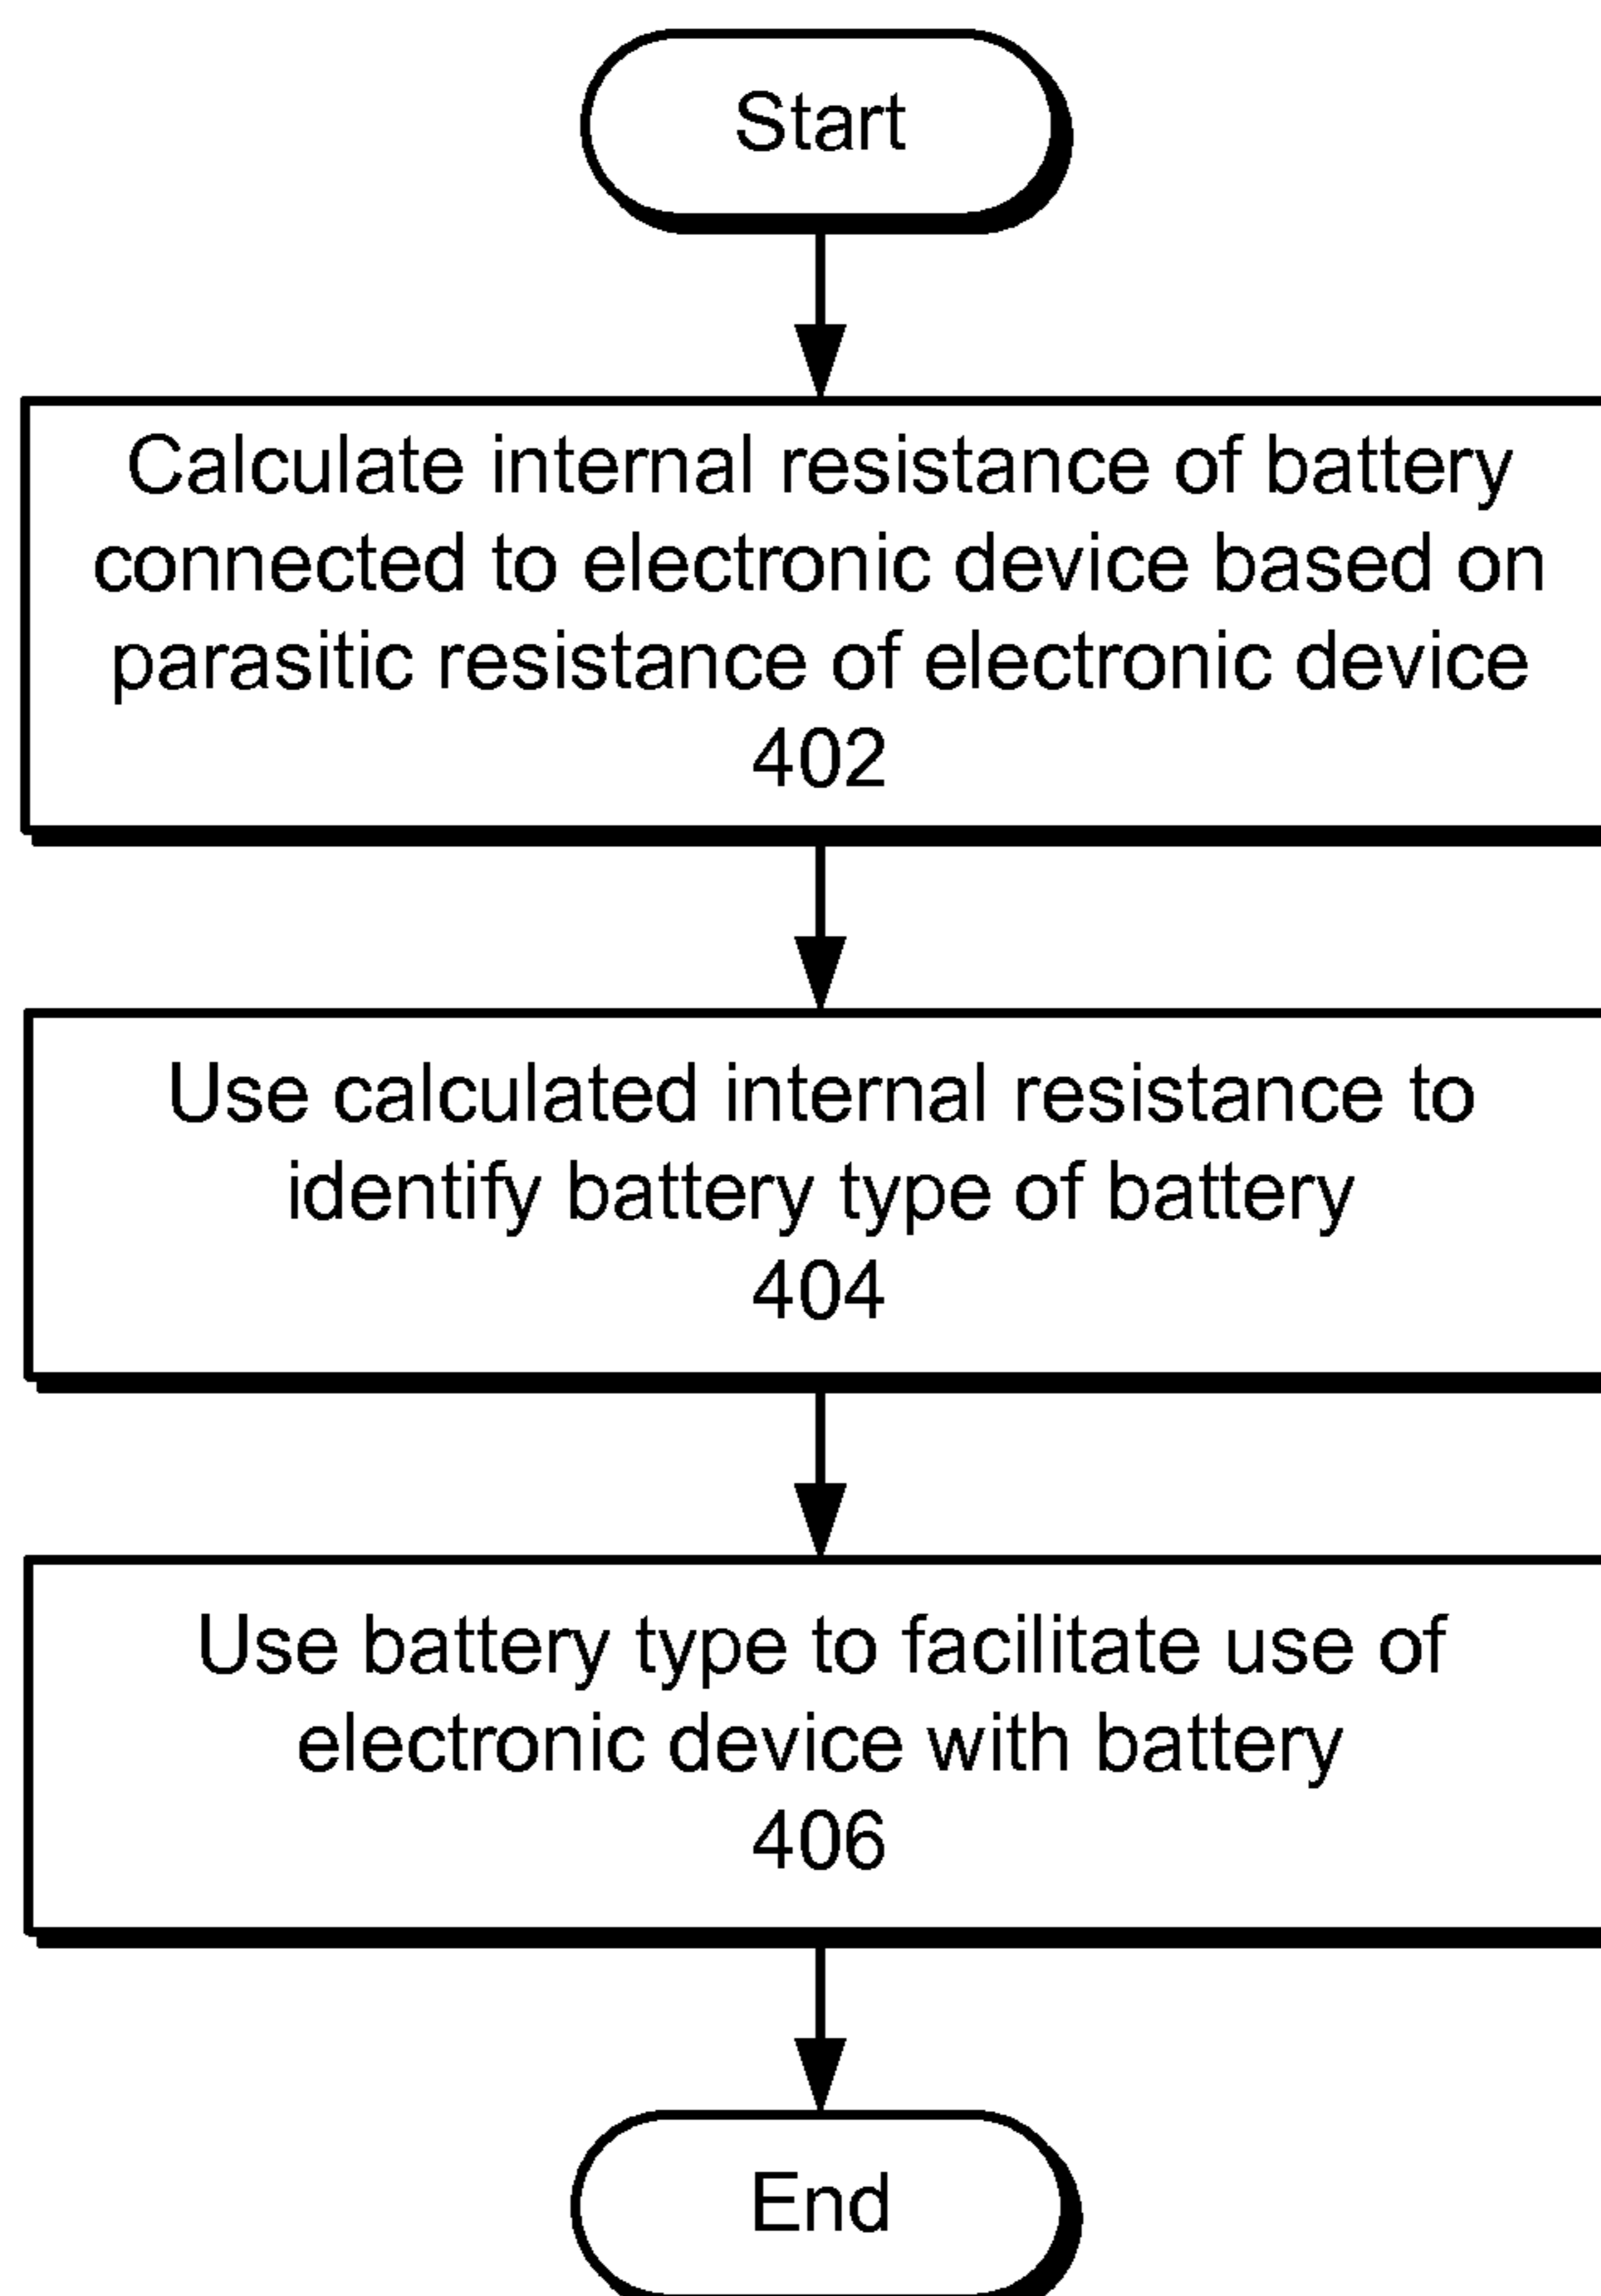 Start
Calculate internal resistance of battery
connected to electronic device based on
parasitic resistance of electronic device
402
Use calculated internal resistance to
identify battery type of battery
404
Use battery type to facilitate use of
electronic device with battery
406
End